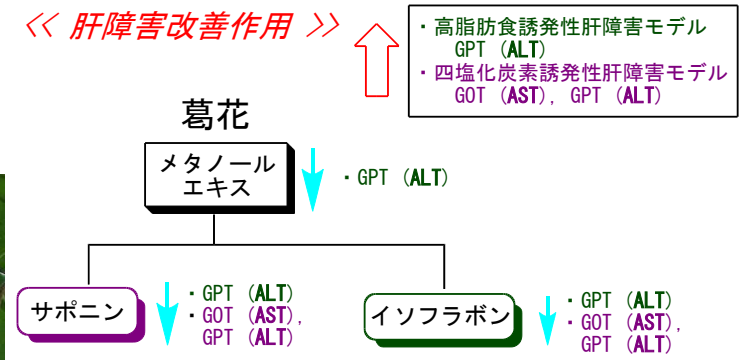 << 肝障害改善作用 >>
・高脂肪食誘発性肝障害モデル
GPT (ALT)
・四塩化炭素誘発性肝障害モデル
GOT (AST), GPT (ALT)
葛花
メタノール
エキス
・GPT (ALT)
サポニン
・GPT (ALT)
・GOT (AST),
GPT (ALT)
イソフラボン
・GPT (ALT)
・GOT (AST),
GPT (ALT)